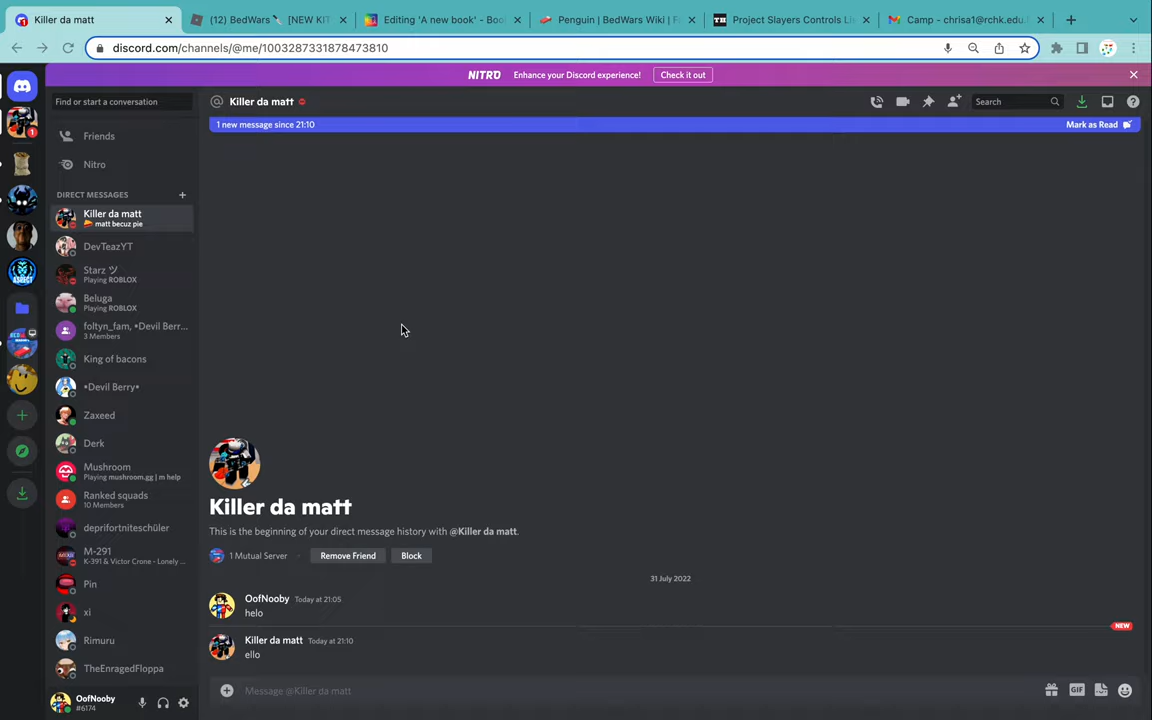 Killer da matt
(12) BedWars [NEW KIT
Editing 'A new book' - Boo
Penguin | BedWars Wiki | F
Project Slayers Controls Lis
Camp - chrisa1@rchk.edu.
discord.com/channels/@me/1003287331878473810
NITRO Enhance your Discord experience! Check it out
Find or start a conversation
@ Killer da matt
Search
1 new message since 21:10
Mark as Read
Friends
Nitro
DIRECT MESSAGES
Killer da matt
matt becuz pie
DevTeazYT
Starz ツ
Playing ROBLOX
Beluga
Playing ROBLOX
foltyn_fam, •Devil Berr...
3 Members
King of bacons
•Devil Berry•
Zaxeed
Derk
Mushroom
Playing mushroom.gg | m help
Ranked squads
10 Members
deprifortniteschüler
M-291
K-391 & Victor Crone - Lonely ...
Pin
xi
Rimuru
TheEnragedFloppa
OofNooby
#6174
Killer da matt
This is the beginning of your direct message history with @Killer da matt.
1 Mutual Server
Remove Friend
Block
31 July 2022
OofNooby Today at 21:05
helo
NEW
Killer da matt Today at 21:10
ello
Message @Killer da matt
GIF
1